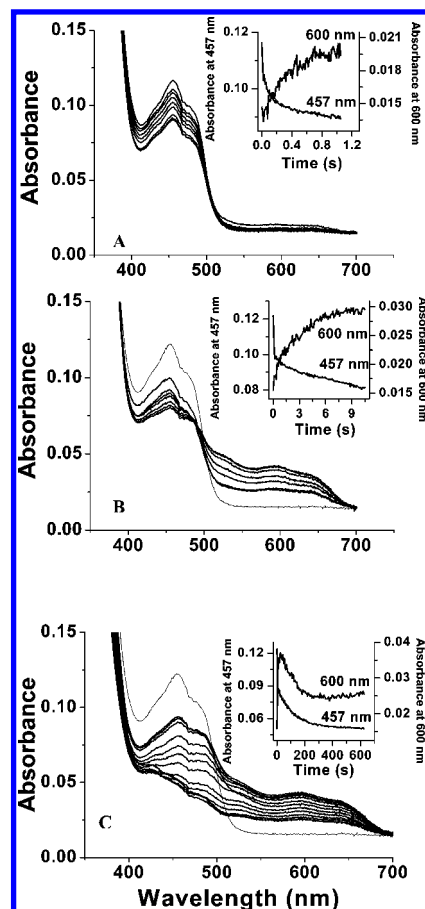 0.15
0.10
0.05
0.00
Absorbance
400 500 600 700
A
0.12
0.10
Absorbance at 457 nm
600 nm
457 nm
0.021
0.018
0.015
Absorbance at 600 nm
0.0 0.4 0.8 1.2
Time (s)
0.15
0.10
0.05
0.00
Absorbance
400 500 600 700
B
0.12
0.10
0.08
Absorbance at 457 nm
600 nm
457 nm
0.030
0.025
0.020
0.015
Absorbance at 600 nm
0 3 6 9
Time (s)
0.15
0.10
0.05
0.00
Absorbance
400 500 600 700
C
0.12
0.09
0.06
Absorbance at 457 nm
600 nm
457 nm
0.04
0.03
0.02
Absorbance at 600 nm
0 200 400 600
Time (s)
Wavelength (nm)